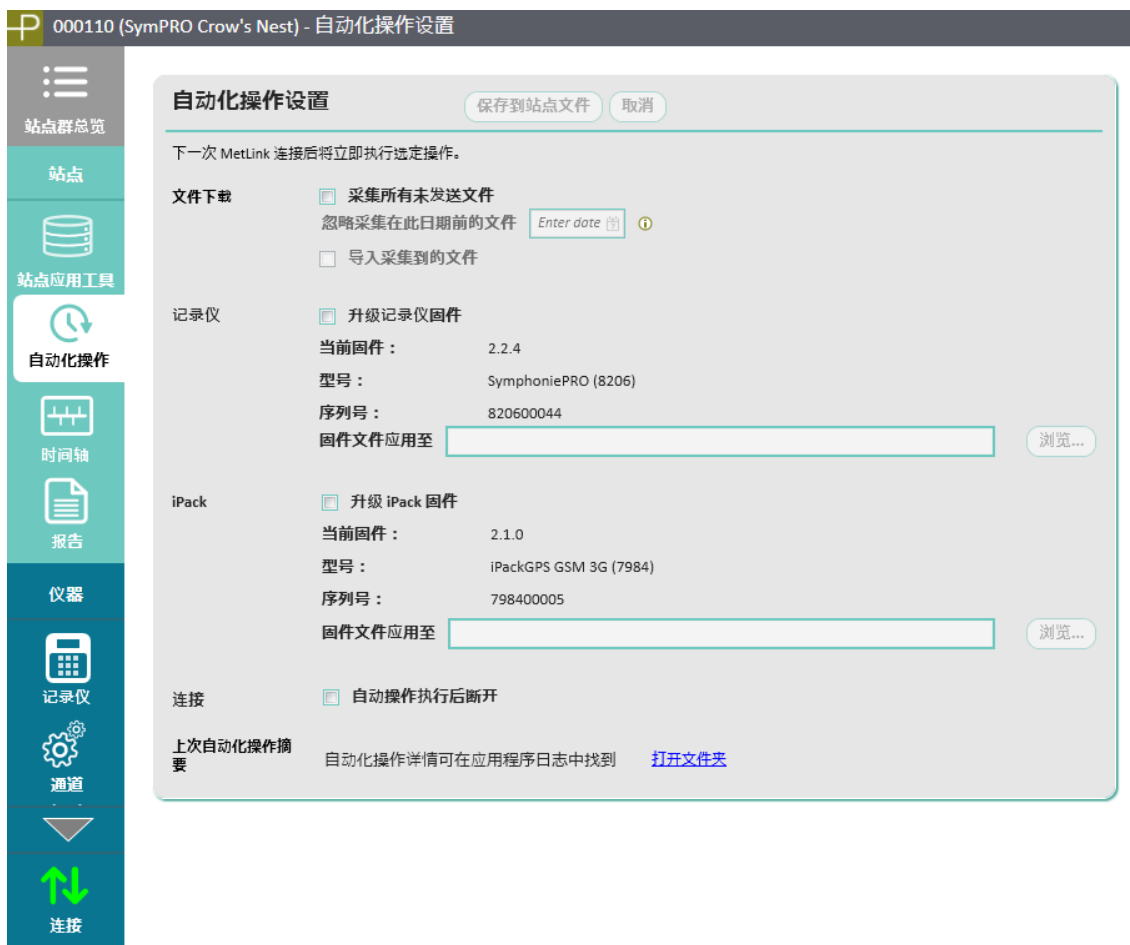 000110 (SymPRO Crow's Nest) - 自动化操作设置
站点群总览
站点
站点应用工具
自动化操作
时间轴
报告
仪器
记录仪
通道
连接
自动化操作设置 保存到站点文件 取消
下一次 MetLink 连接后将立即执行选定操作。
文件下载 采集所有未发送文件
忽略采集在此日期前的文件 Enter date
导入采集到的文件
记录仪 升级记录仪固件
当前固件： 2.2.4
型号： SymphoniePRO (8206)
序列号： 820600044
固件文件应用至 浏览...
iPack 升级 iPack 固件
当前固件： 2.1.0
型号： iPackGPS GSM 3G (7984)
序列号： 798400005
固件文件应用至 浏览...
连接 自动操作执行后断开
上次自动化操作摘
要 自动化操作详情可在应用程序日志中找到 打开文件夹